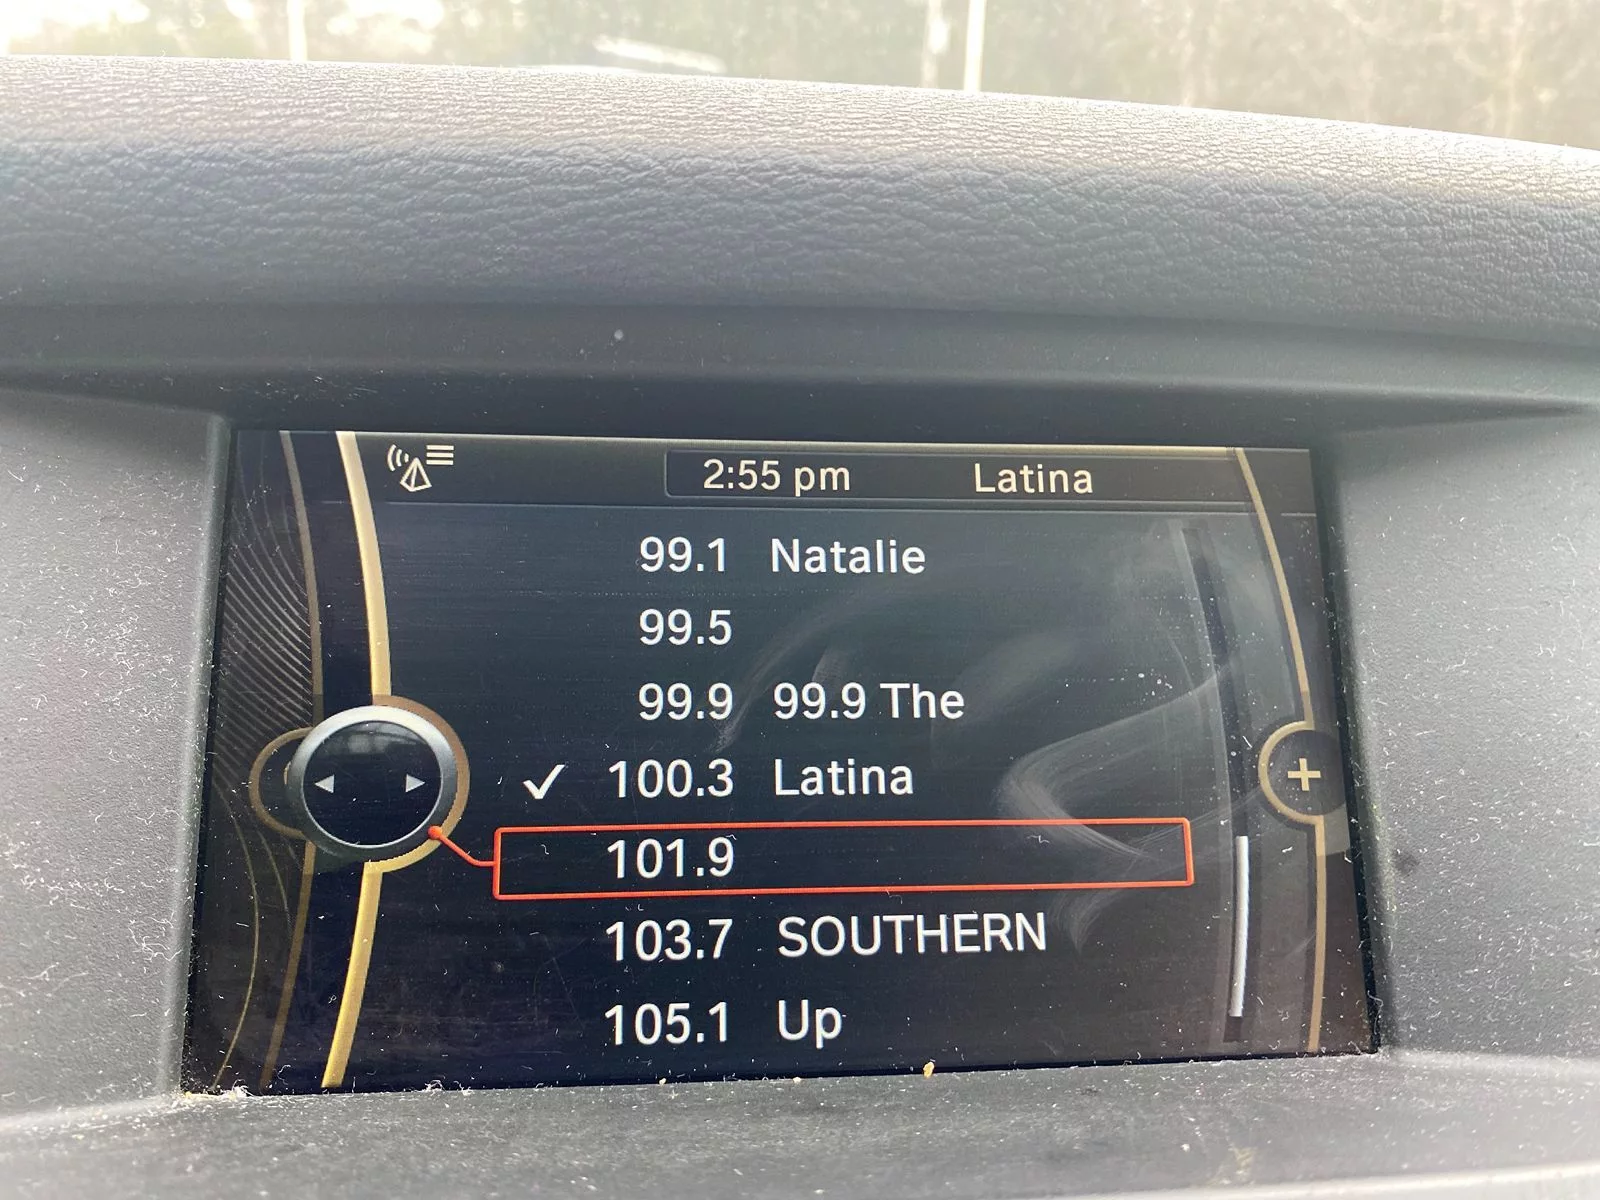 2:55 pm Latina
99.1 Natalie
99.5
99.9 99.9 The
100.3 Latina
101.9
103.7 SOUTHERN
105.1 Up